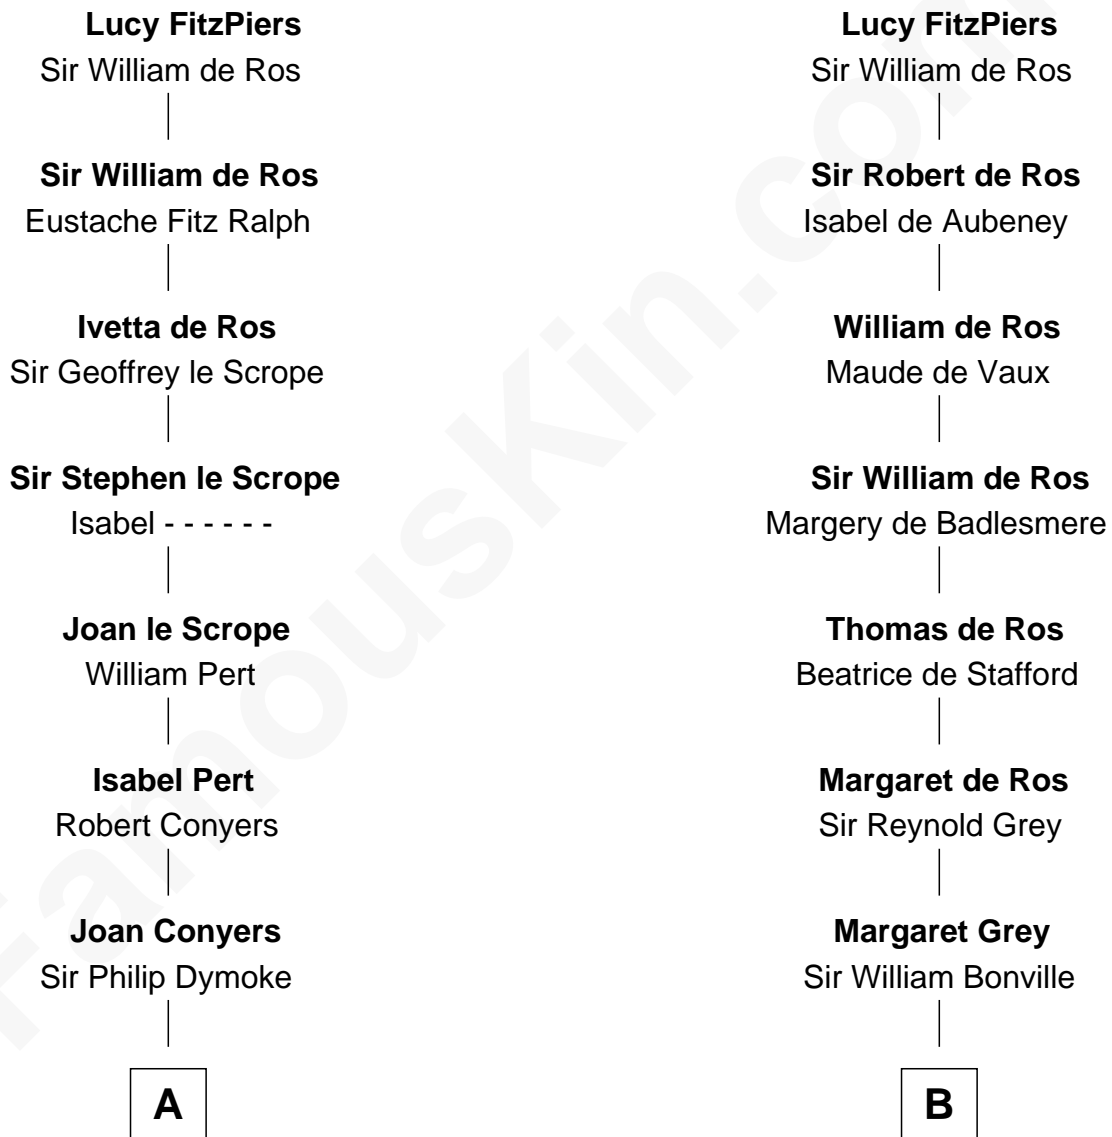 Lucy FitzPiers
Sir William de Ros
Sir William de Ros
Eustache Fitz Ralph
Ivetta de Ros
Sir Geoffrey le Scrope
Sir Stephen le Scrope
Isabel - - - - - -
Joan le Scrope
William Pert
Isabel Pert
Robert Conyers
Joan Conyers
Sir Philip Dymoke
A
Lucy FitzPiers
Sir William de Ros
Sir Robert de Ros
Isabel de Aubeney
William de Ros
Maude de Vaux
Sir William de Ros
Margery de Badlesmere
Thomas de Ros
Beatrice de Stafford
Margaret de Ros
Sir Reynold Grey
Margaret Grey
Sir William Bonville
B
FamousKin.com